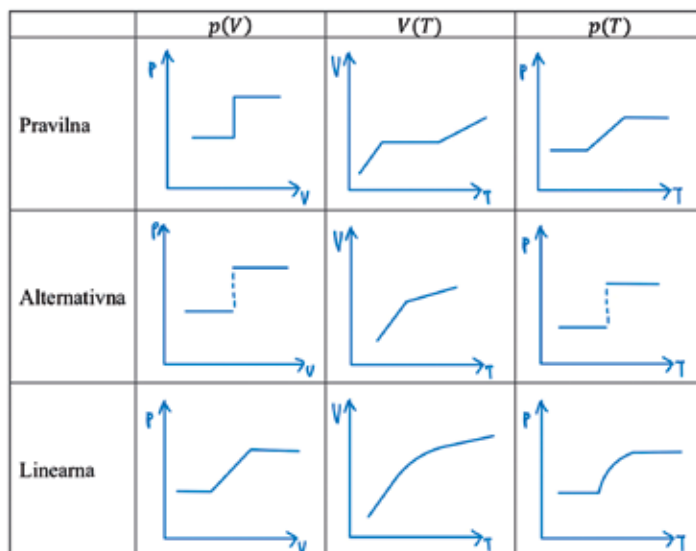 p(V) V(T) p(T)
Pravilna
P
V
V
T
P
T
Alternativna
P
V
V
T
P
T
Linearna
P
V
V
T
P
T